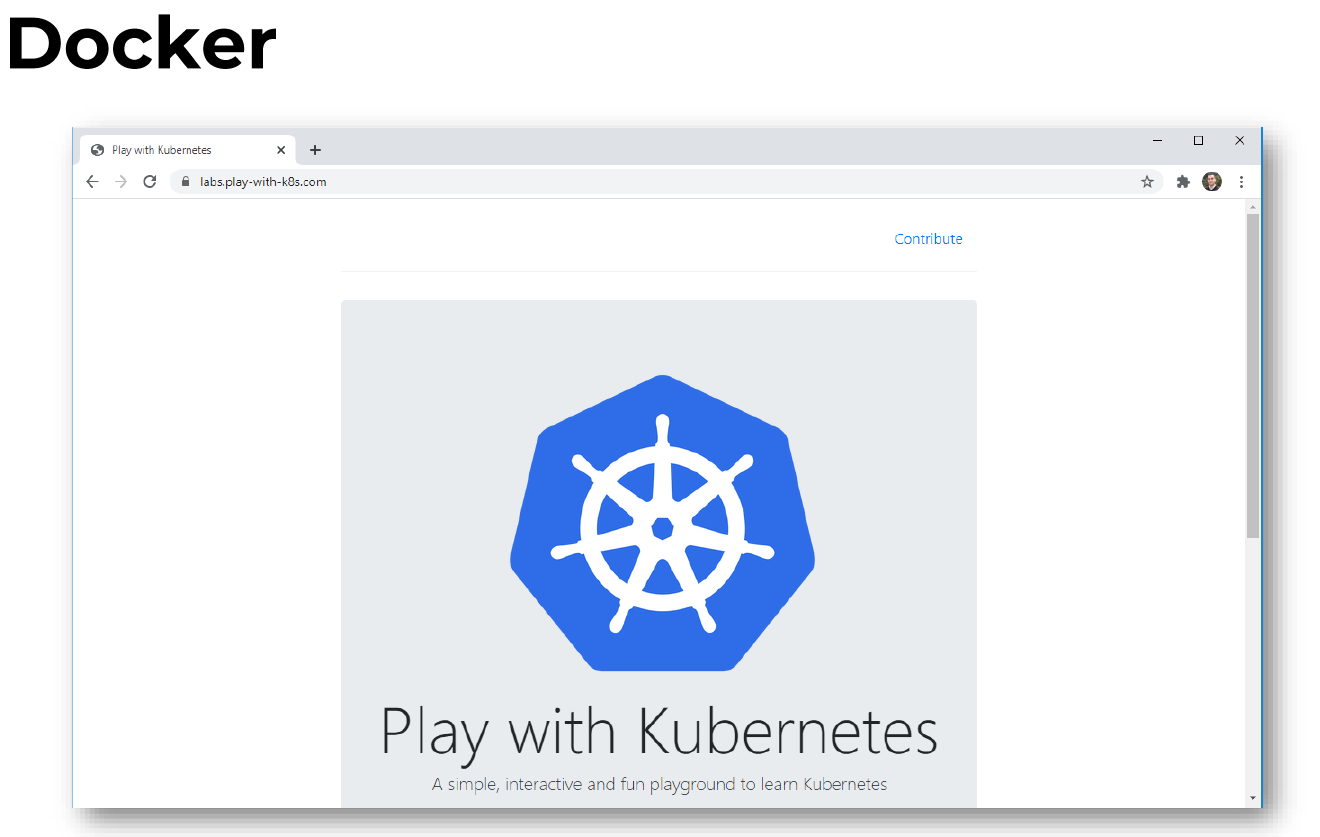 Docker
Play with Kubernetes
labs.play-with-k8s.com
Contribute
Play with Kubernetes
A simple, interactive and fun playground to learn Kubernetes